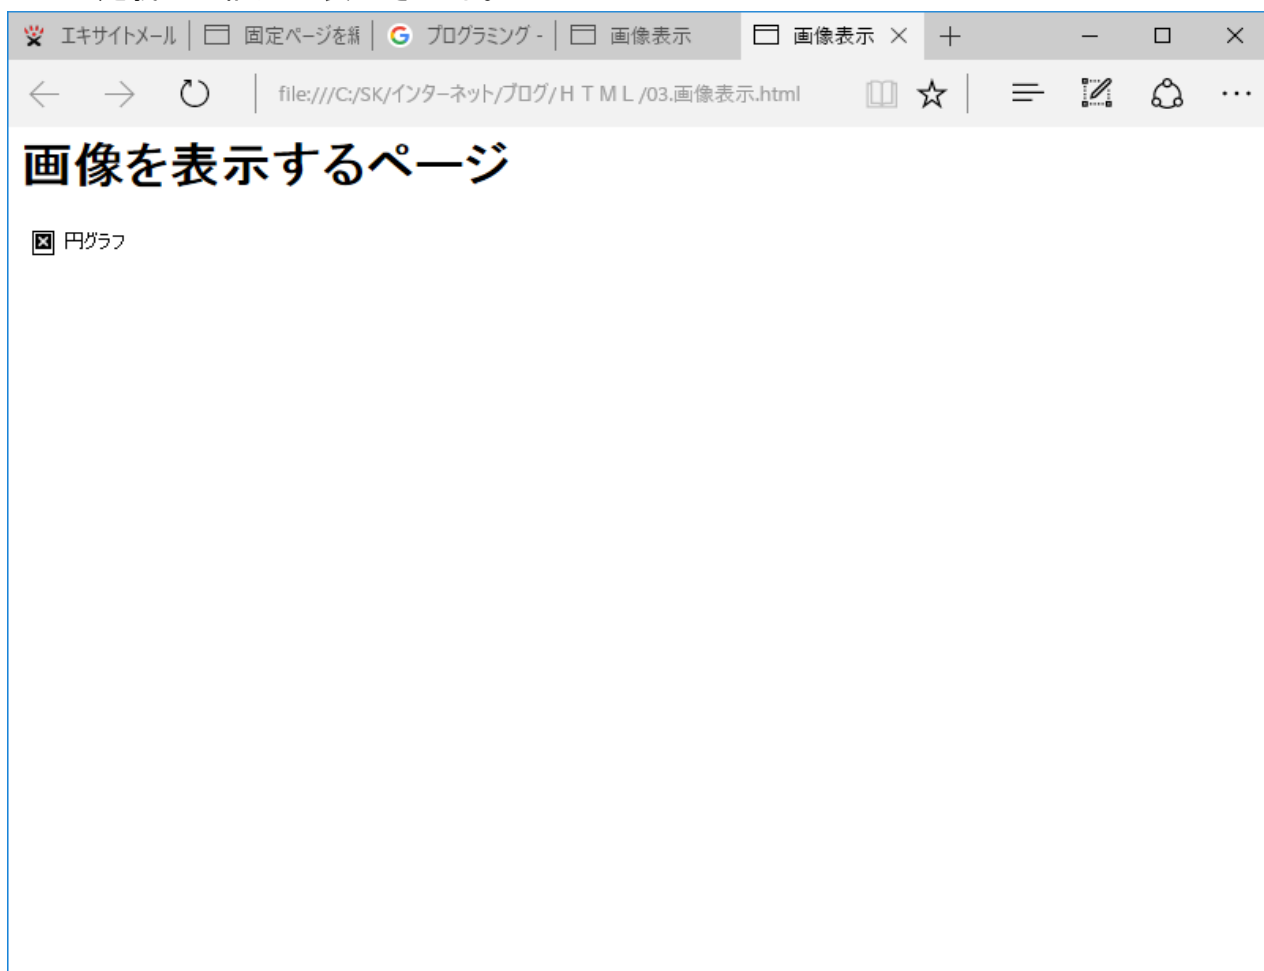 エキサイトメール
固定ページを編
プログラミング -
画像表示
画像表示
file:///C:/SK/インターネット/ブログ/ＨＴＭＬ/03.画像表示.html
画像を表示するページ
円グラフ